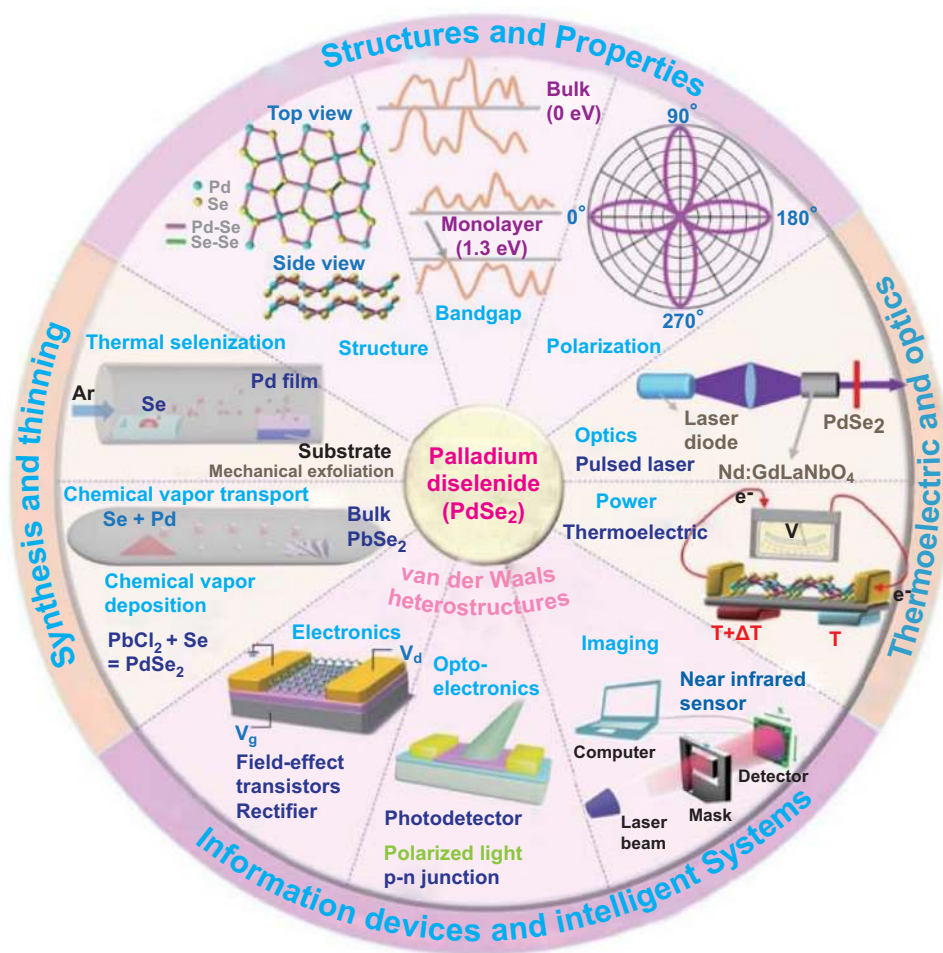 Structures and Properties
Top view
Pd
Se
Pd-Se
Se-Se
Side view
Structure
Bulk
(0 eV)
Monolayer
(1.3 eV)
Bandgap
90°
0°
180°
270°
Polarization
Thermoelectric and optics
Laser
diode
PdSe2
Nd:GdLaNbO4
Optics
Pulsed laser
Power
Thermoelectric
e-
V
e-
T+ΔT
T
Synthesis and thinning
Thermal selenization
Ar
Se
Pd film
Substrate
Mechanical exfoliation
Chemical vapor transport
Se + Pd
Bulk
PbSe2
Chemical vapor
deposition
PbCl2 + Se
= PdSe2
Palladium
diselenide
(PdSe2)
van der Waals
heterostructures
Electronics
Vd
Vg
Field-effect
transistors
Rectifier
Opto-
electronics
Photodetector
Polarized light
p-n junction
Imaging
Near infrared
sensor
Computer
Detector
Mask
Laser
beam
Information devices and intelligent Systems